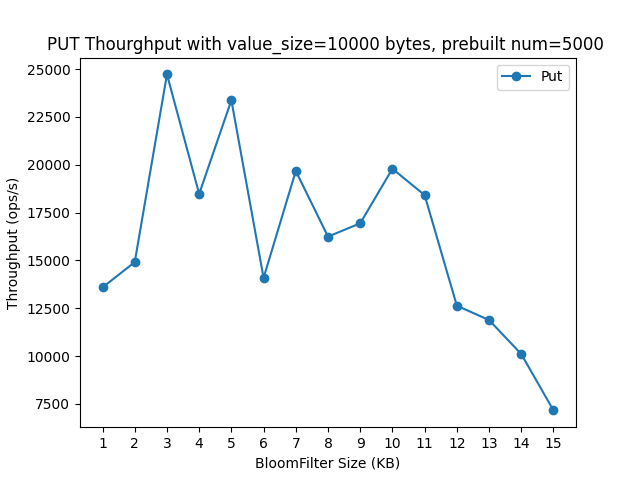 PUT Thourghput with value_size=10000 bytes, prebuilt num=5000
Put
25000
22500
20000
17500
15000
12500
10000
7500
Throughput (ops/s)
1 2 3 4 5 6 7 8 9 10 11 12 13 14 15
BloomFilter Size (KB)